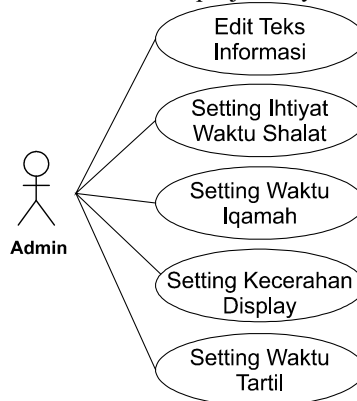 Edit Teks
Informasi
Setting Ihtiyat
Waktu Shalat
Setting Waktu
Iqamah
Admin
Setting Kecerahan
Display
Setting Waktu
Tartil